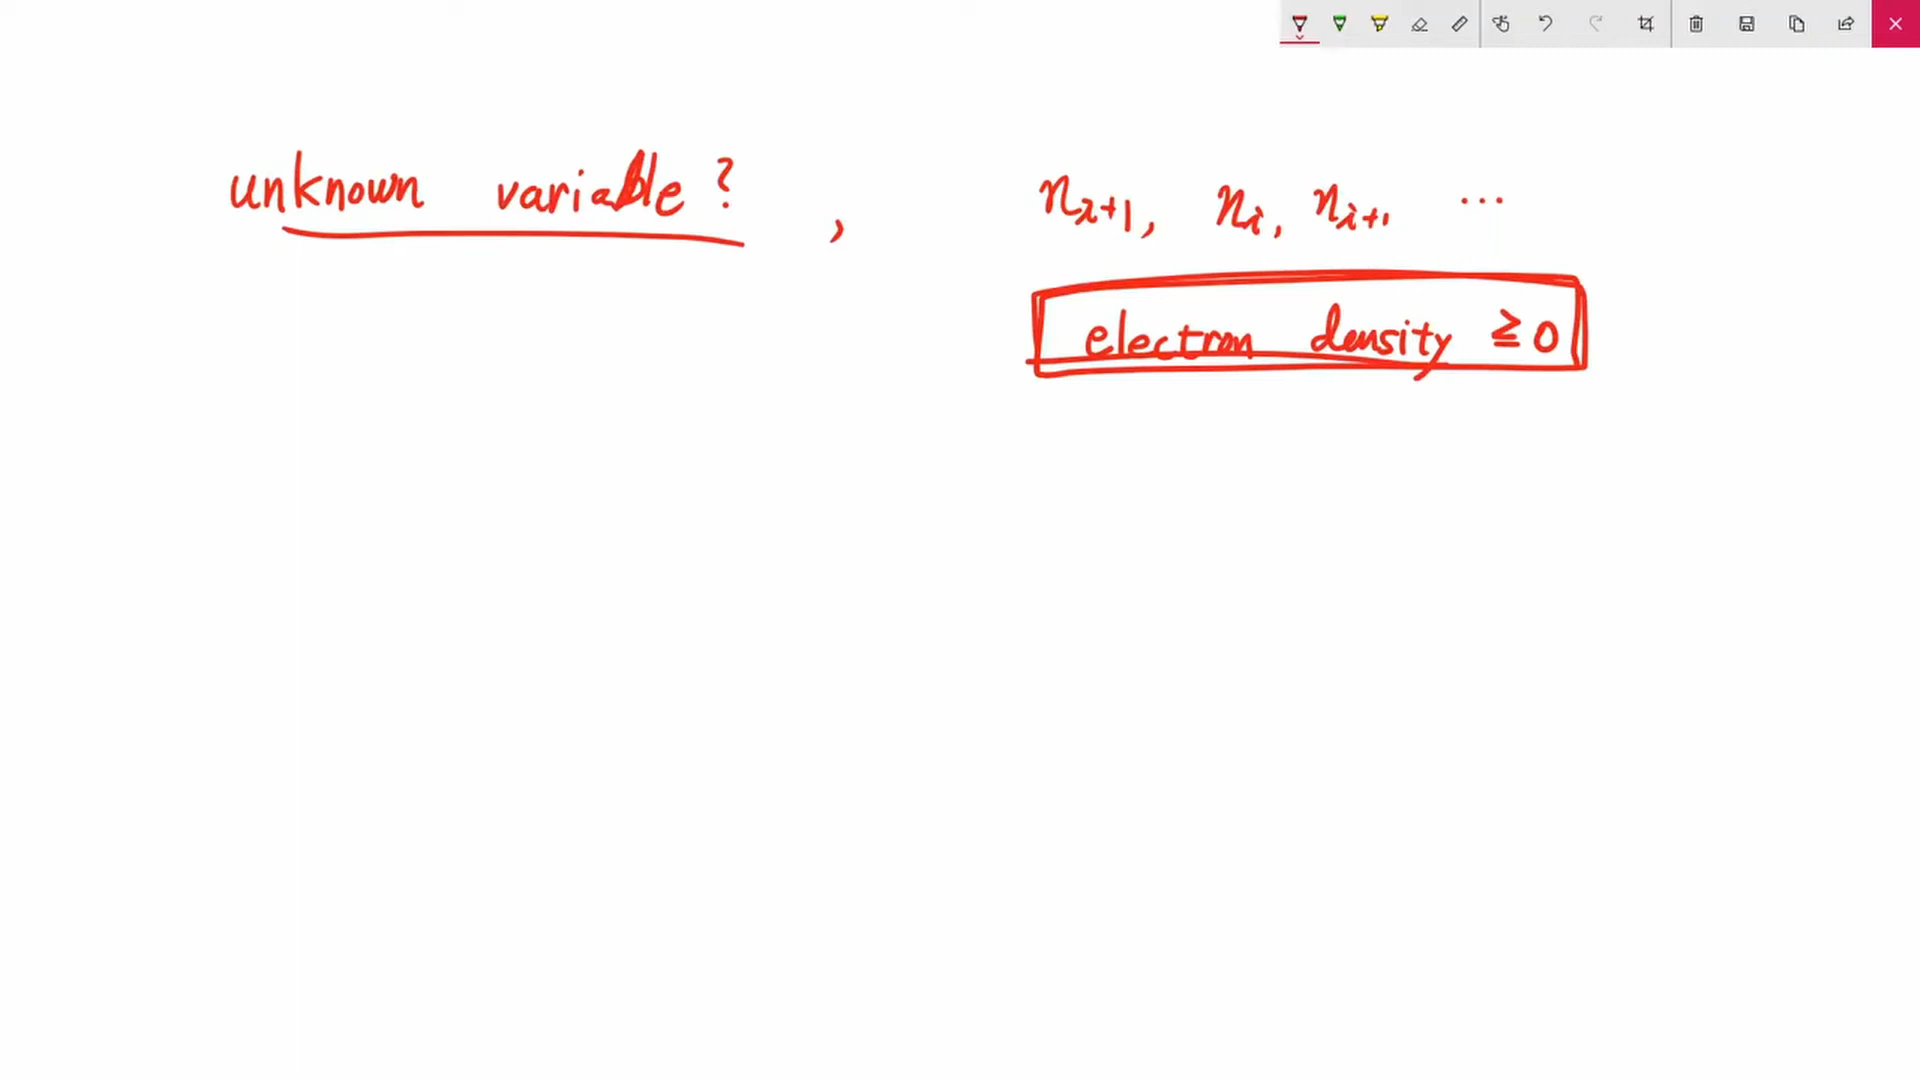 unknown variable ? , n_{i+1}, n_i, n_{i+1} ...
electron density ≧ 0